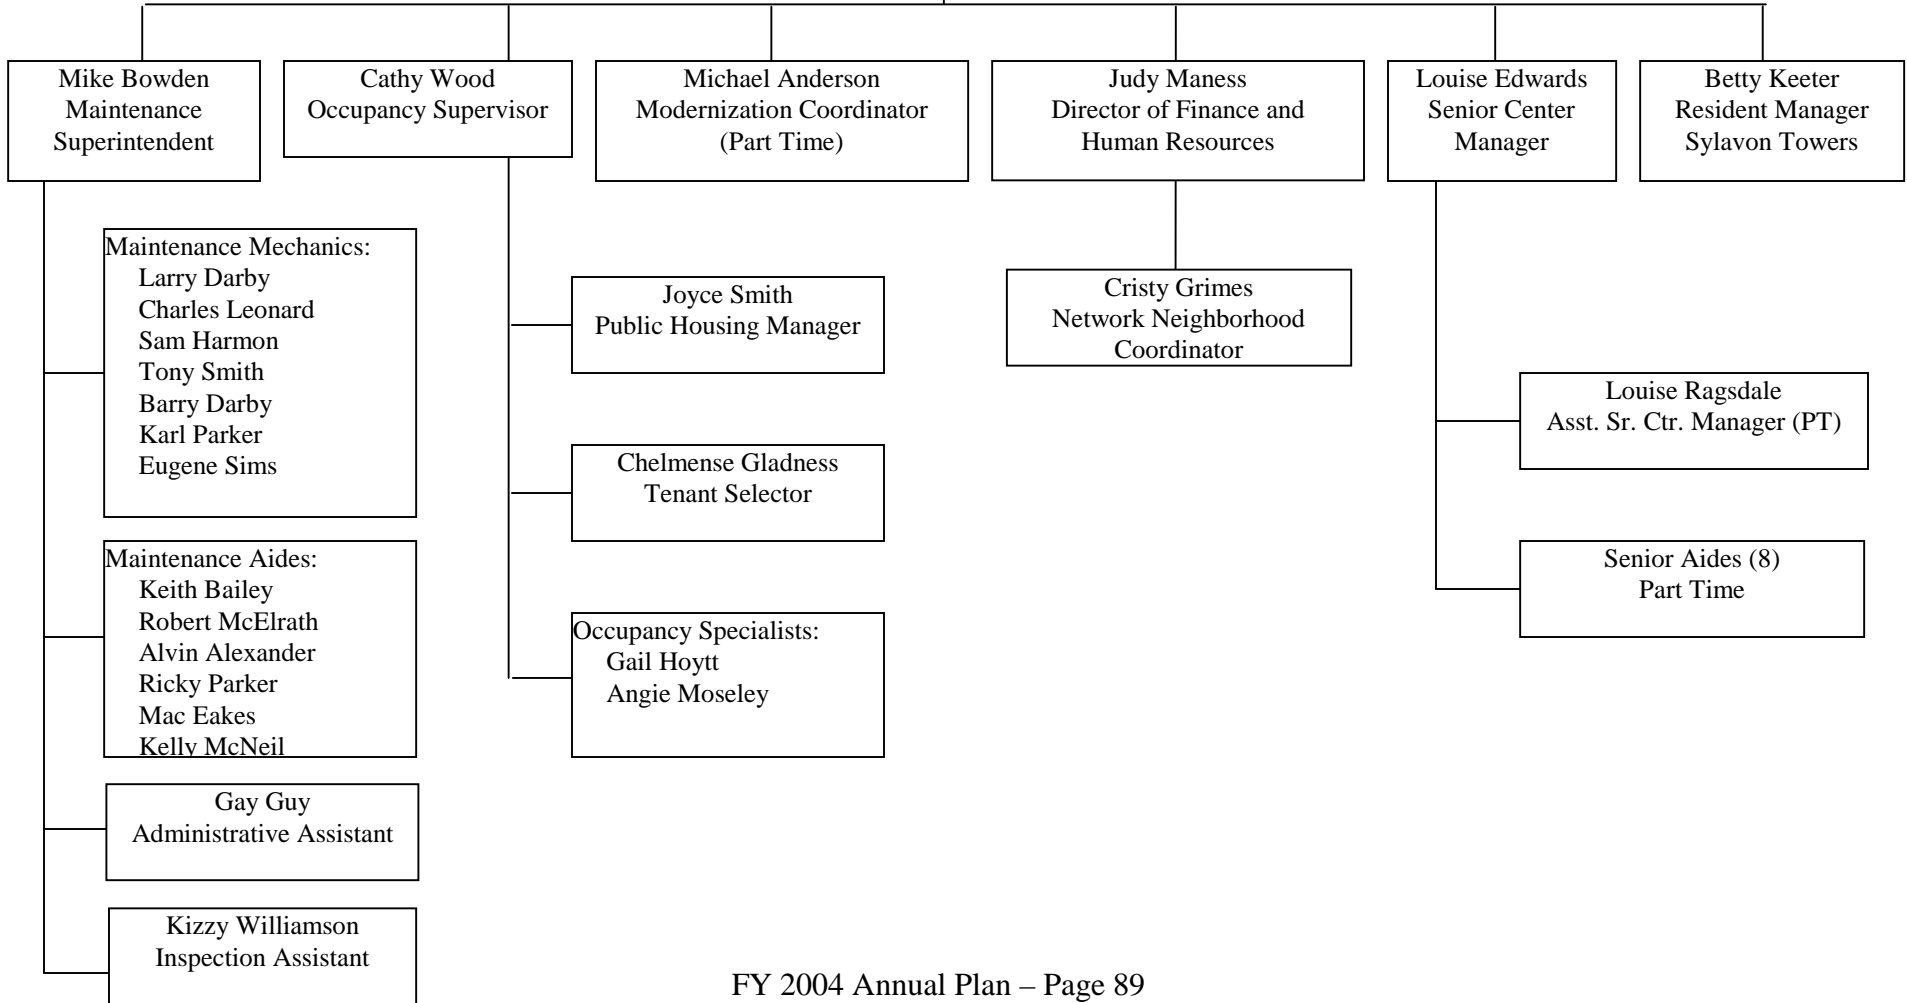 Mike Bowden
Maintenance
Superintendent
Cathy Wood
Occupancy Supervisor
Michael Anderson
Modernization Coordinator
(Part Time)
Judy Maness
Director of Finance and
Human Resources
Louise Edwards
Senior Center
Manager
Betty Keeter
Resident Manager
Sylavon Towers
Maintenance Mechanics:
Larry Darby
Charles Leonard
Sam Harmon
Tony Smith
Barry Darby
Karl Parker
Eugene Sims
Maintenance Aides:
Keith Bailey
Robert McElrath
Alvin Alexander
Ricky Parker
Mac Eakes
Kelly McNeil
Gay Guy
Administrative Assistant
Kizzy Williamson
Inspection Assistant
Joyce Smith
Public Housing Manager
Chelmense Gladness
Tenant Selector
Occupancy Specialists:
Gail Hoytt
Angie Moseley
Cristy Grimes
Network Neighborhood
Coordinator
Louise Ragsdale
Asst. Sr. Ctr. Manager (PT)
Senior Aides (8)
Part Time
FY 2004 Annual Plan – Page 89